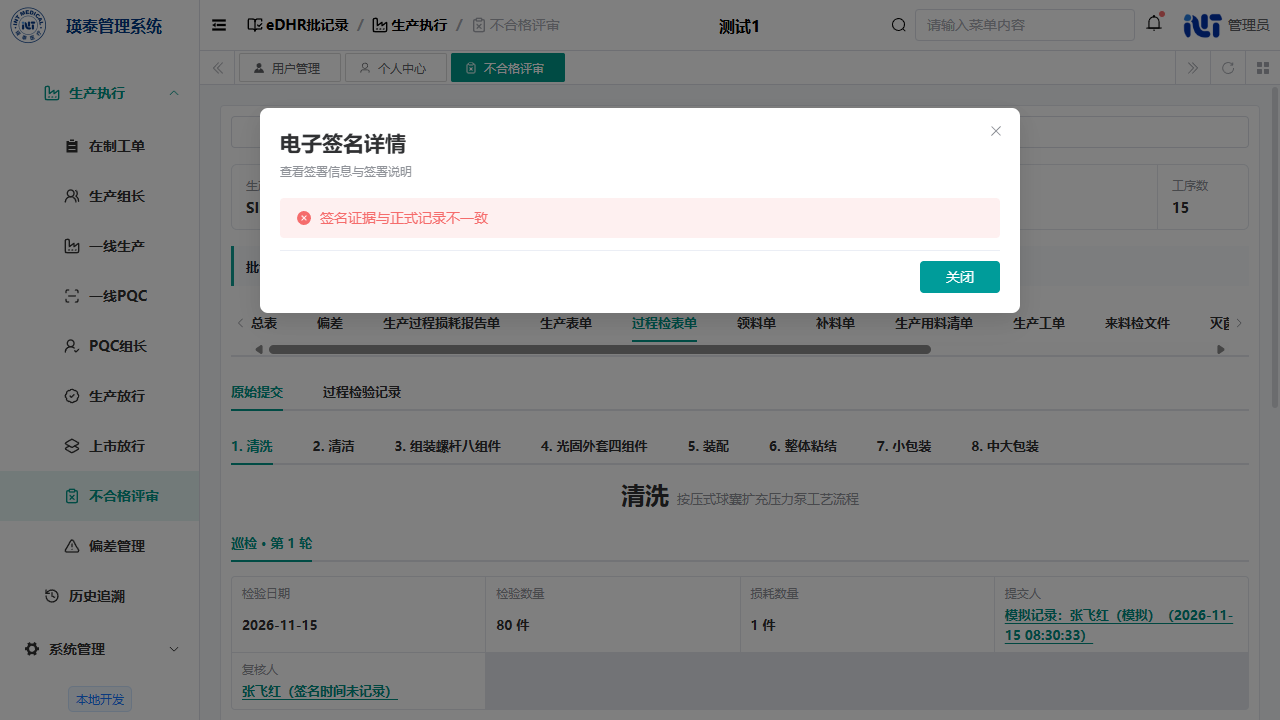 瑛泰管理系统
eDHR批记录 / 生产执行 / 不合格评审
测试1
请输入菜单内容
管理员
用户管理
个人中心
不合格评审
生产执行
在制工单
生产组长
一线生产
一线PQC
PQC组长
生产放行
上市放行
不合格评审
偏差管理
历史追溯
系统管理
本地开发
电子签名详情
查看签署信息与签署说明
签名证据与正式记录不一致
关闭
工序数
15
总表
偏差
生产过程损耗报告单
生产表单
过程检表单
领料单
补料单
生产用料清单
生产工单
来料检文件
原始提交
过程检验记录
1. 清洗
2. 清洁
3. 组装螺杆八组件
4. 光固外套四组件
5. 装配
6. 整体粘结
7. 小包装
8. 中大包装
清洗 按压式球囊扩充压力泵工艺流程
巡检 • 第 1 轮
检验日期
2026-11-15
检验数量
80 件
损耗数量
1 件
提交人
模拟记录：张飞红（模拟）（2026-11-
15 08:30:33）
复核人
张飞红（签名时间未记录）